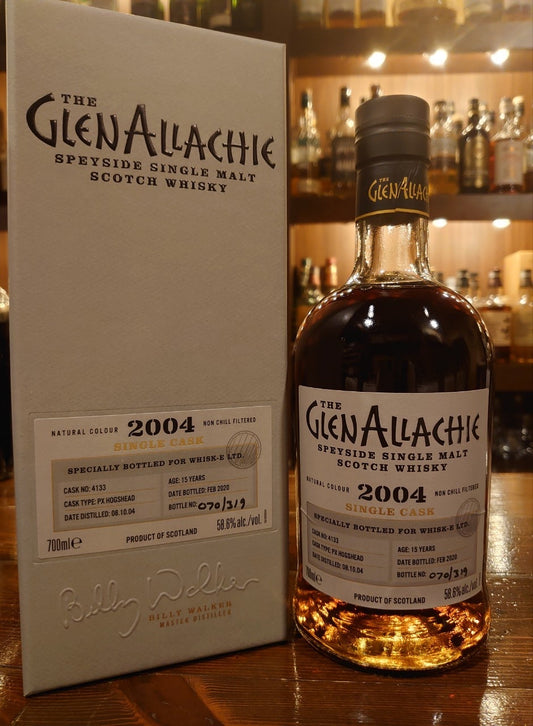 THE
GLENALLACHIE
SPEYSIDE SINGLE MALT
SCOTCH WHISKY
NATURAL COLOUR 2004 NON CHILL FILTERED
SINGLE CASK
SPECIALLY BOTTLED FOR WHISK-E LTD.
CASK NO: 4133
CASK TYPE: PX HOGSHEAD
DATE DISTILLED: 08.10.04
AGE: 15 YEARS
DATE BOTTLED: FEB 2020
BOTTLE NO: 070/319
700ml℮
PRODUCT OF SCOTLAND
58.6%alc./vol.
Billy Walker
BILLY WALKER
MASTER DISTILLER
THE
GLENALLACHIE
THE
GLENALLACHIE
SPEYSIDE SINGLE MALT
SCOTCH WHISKY
NATURAL COLOUR 2004 NON CHILL FILTERED
SINGLE CASK
SPECIALLY BOTTLED FOR WHISK-E LTD.
CASK NO: 4133
CASK TYPE: PX HOGSHEAD
DATE DISTILLED: 08.10.04
AGE: 15 YEARS
DATE BOTTLED: FEB 2020
BOTTLE NO: 070/319
700ml℮
PRODUCT OF SCOTLAND
58.6%alc./vol.